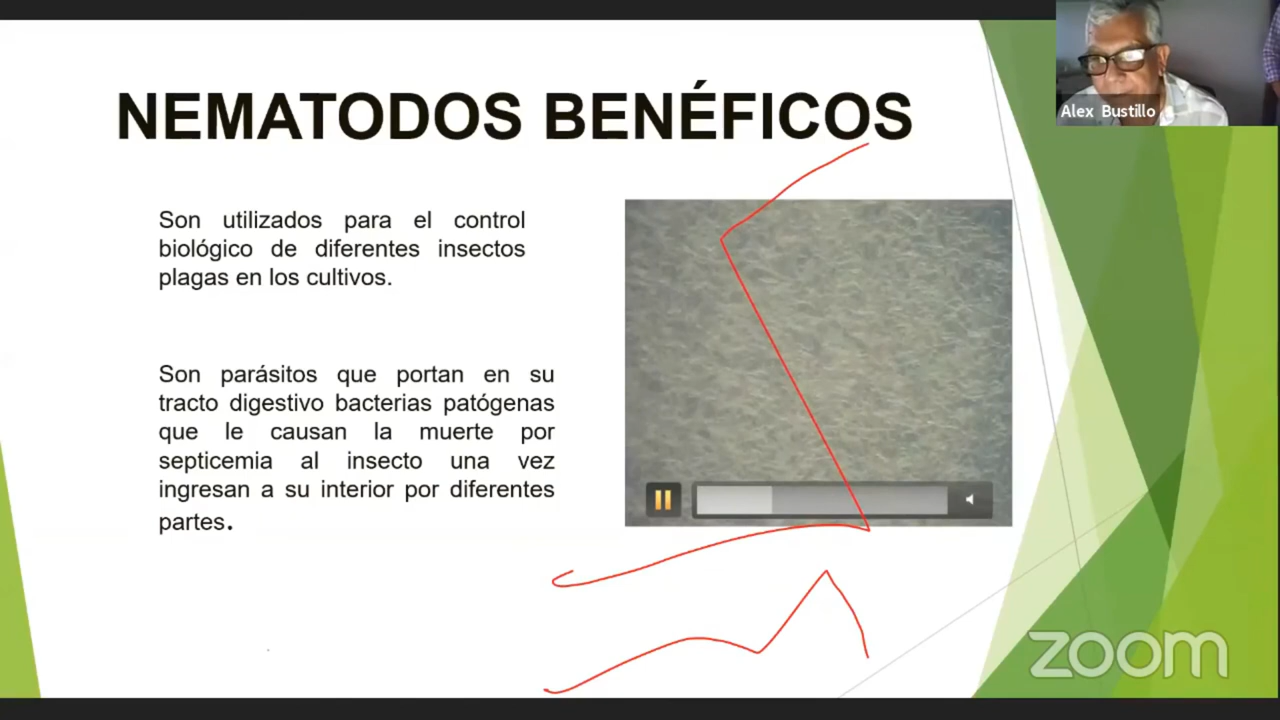 NEMATODOS BENÉFICOS
Alex Bustillo
Son utilizados para el control
biológico de diferentes insectos
plagas en los cultivos.
Son parásitos que portan en su
tracto digestivo bacterias patógenas
que le causan la muerte por
septicemia al insecto una vez
ingresan a su interior por diferentes
partes.
zoom